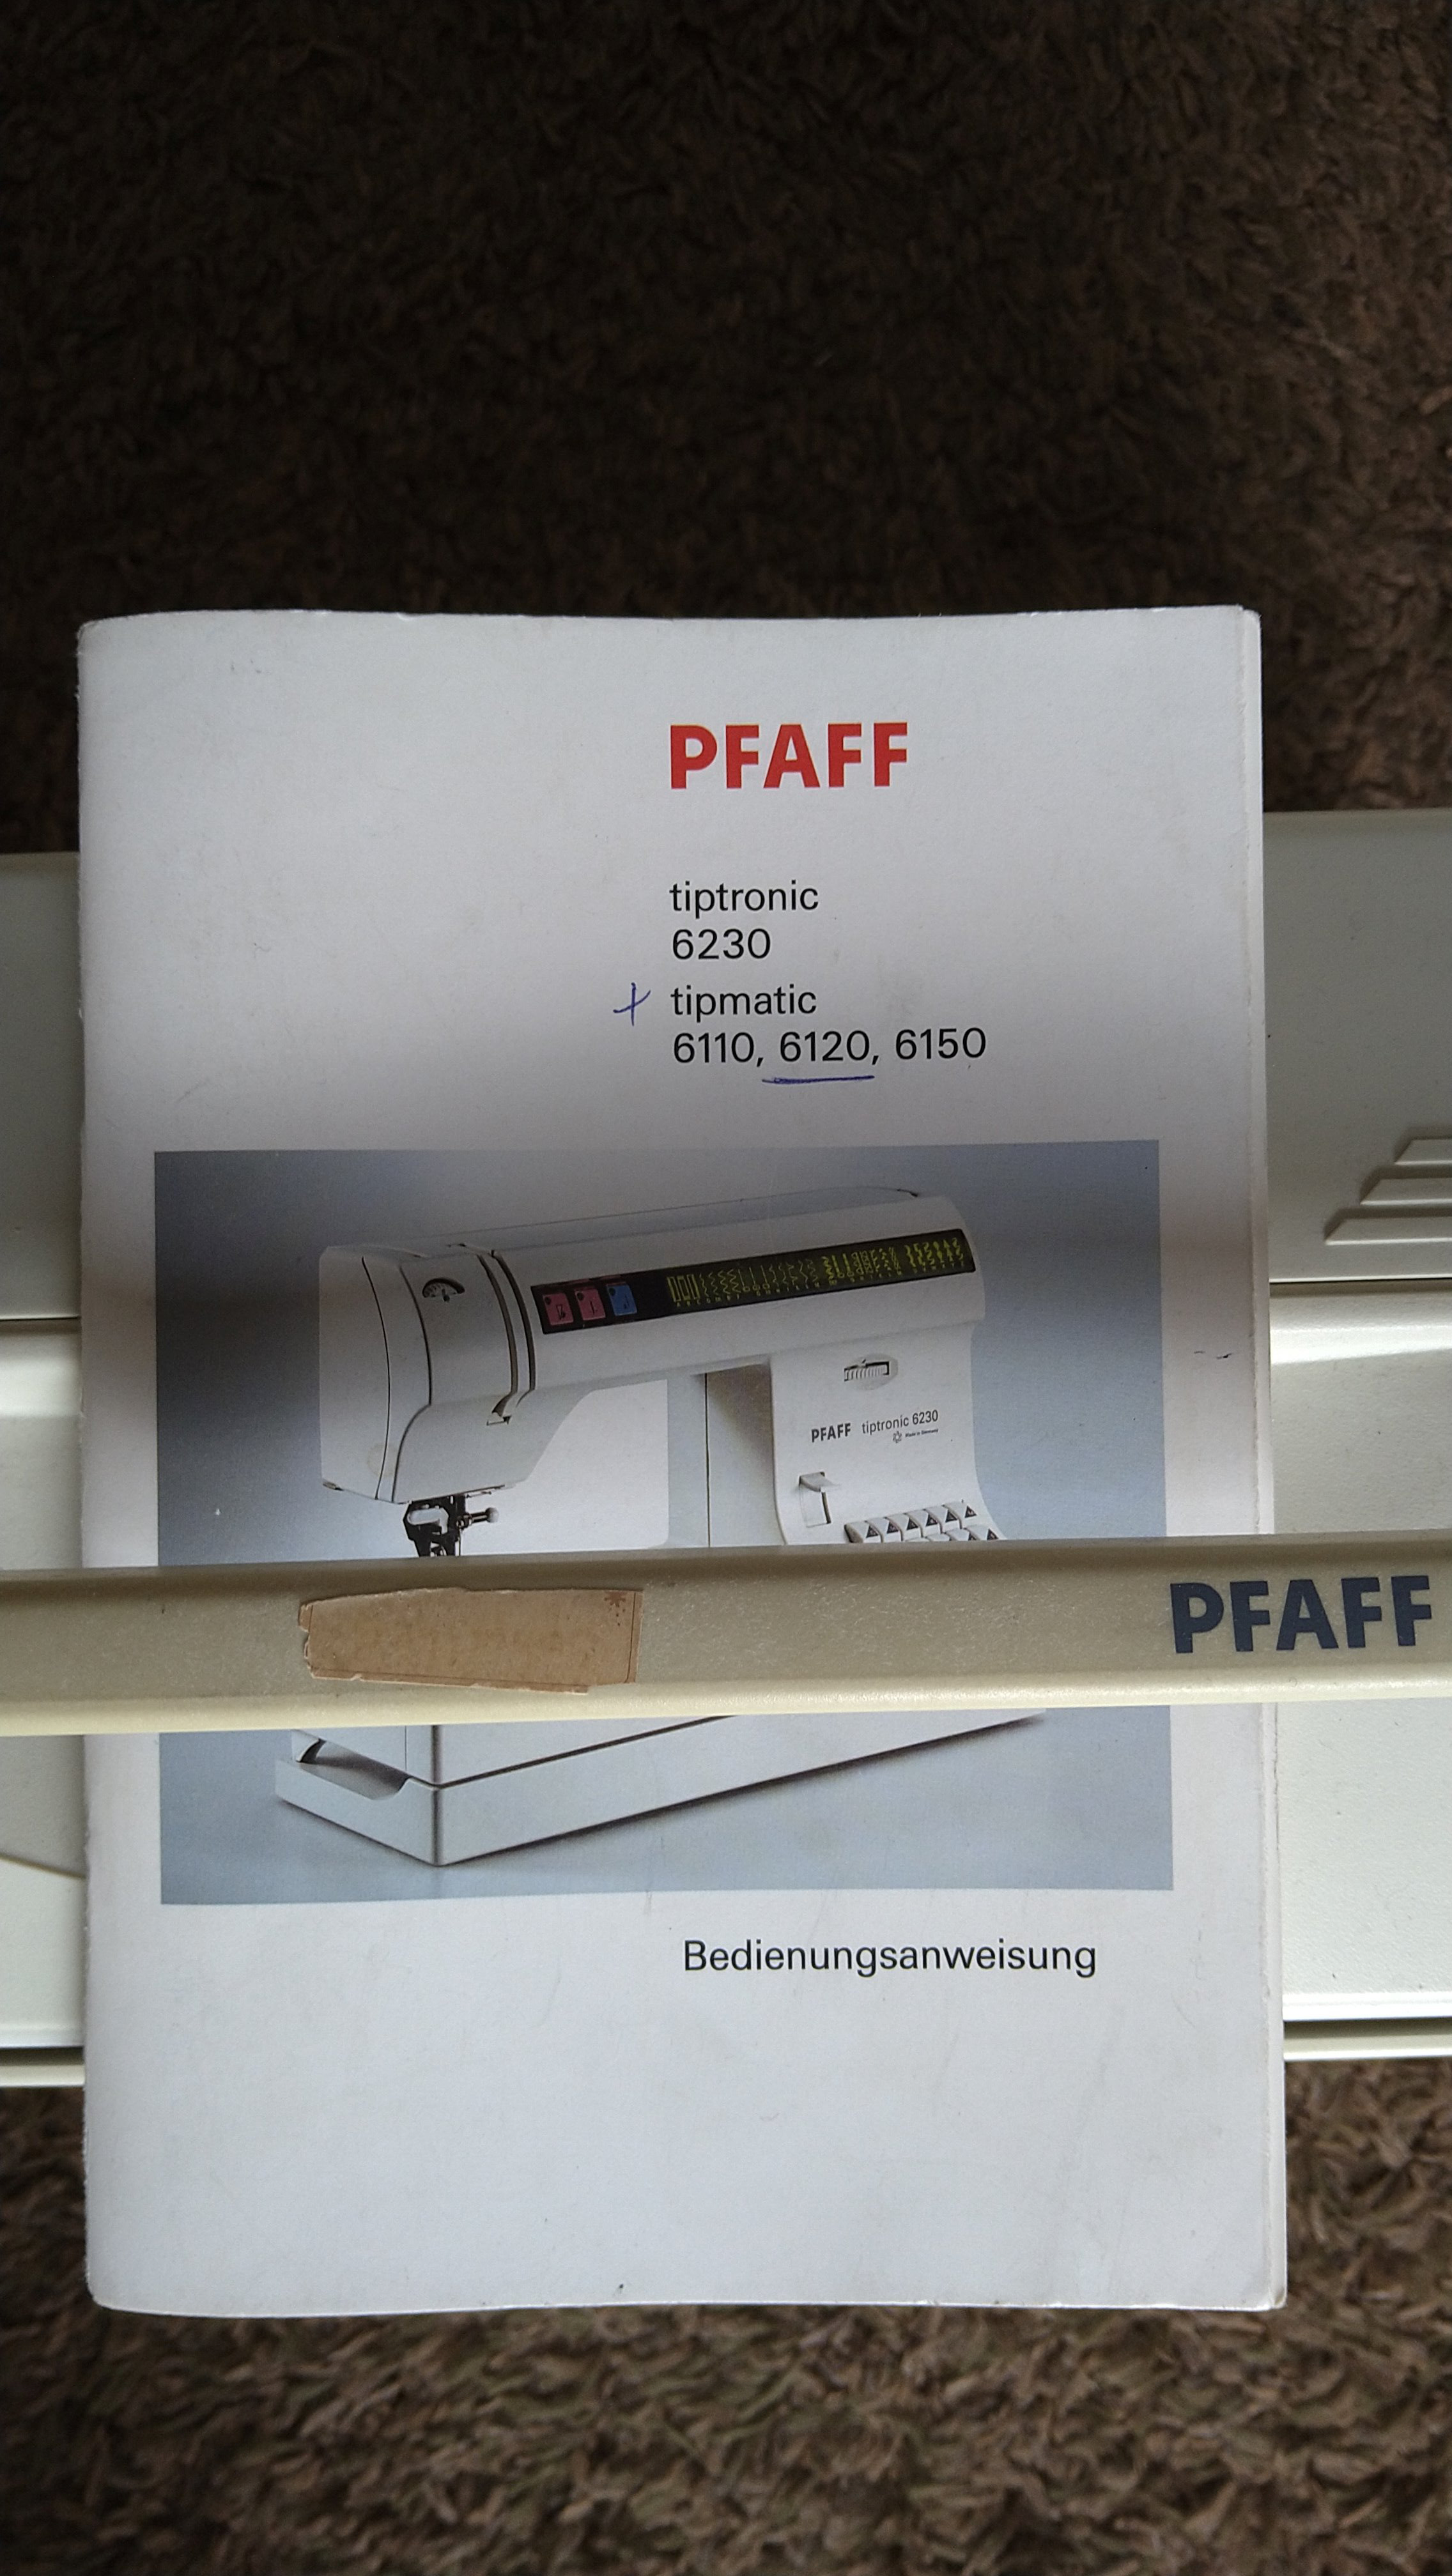 PFAFF
tiptronic
6230
+ tipmatic
6110, 6120, 6150
PFAFF tiptronic 6230
PFAFF
Bedienungsanweisung